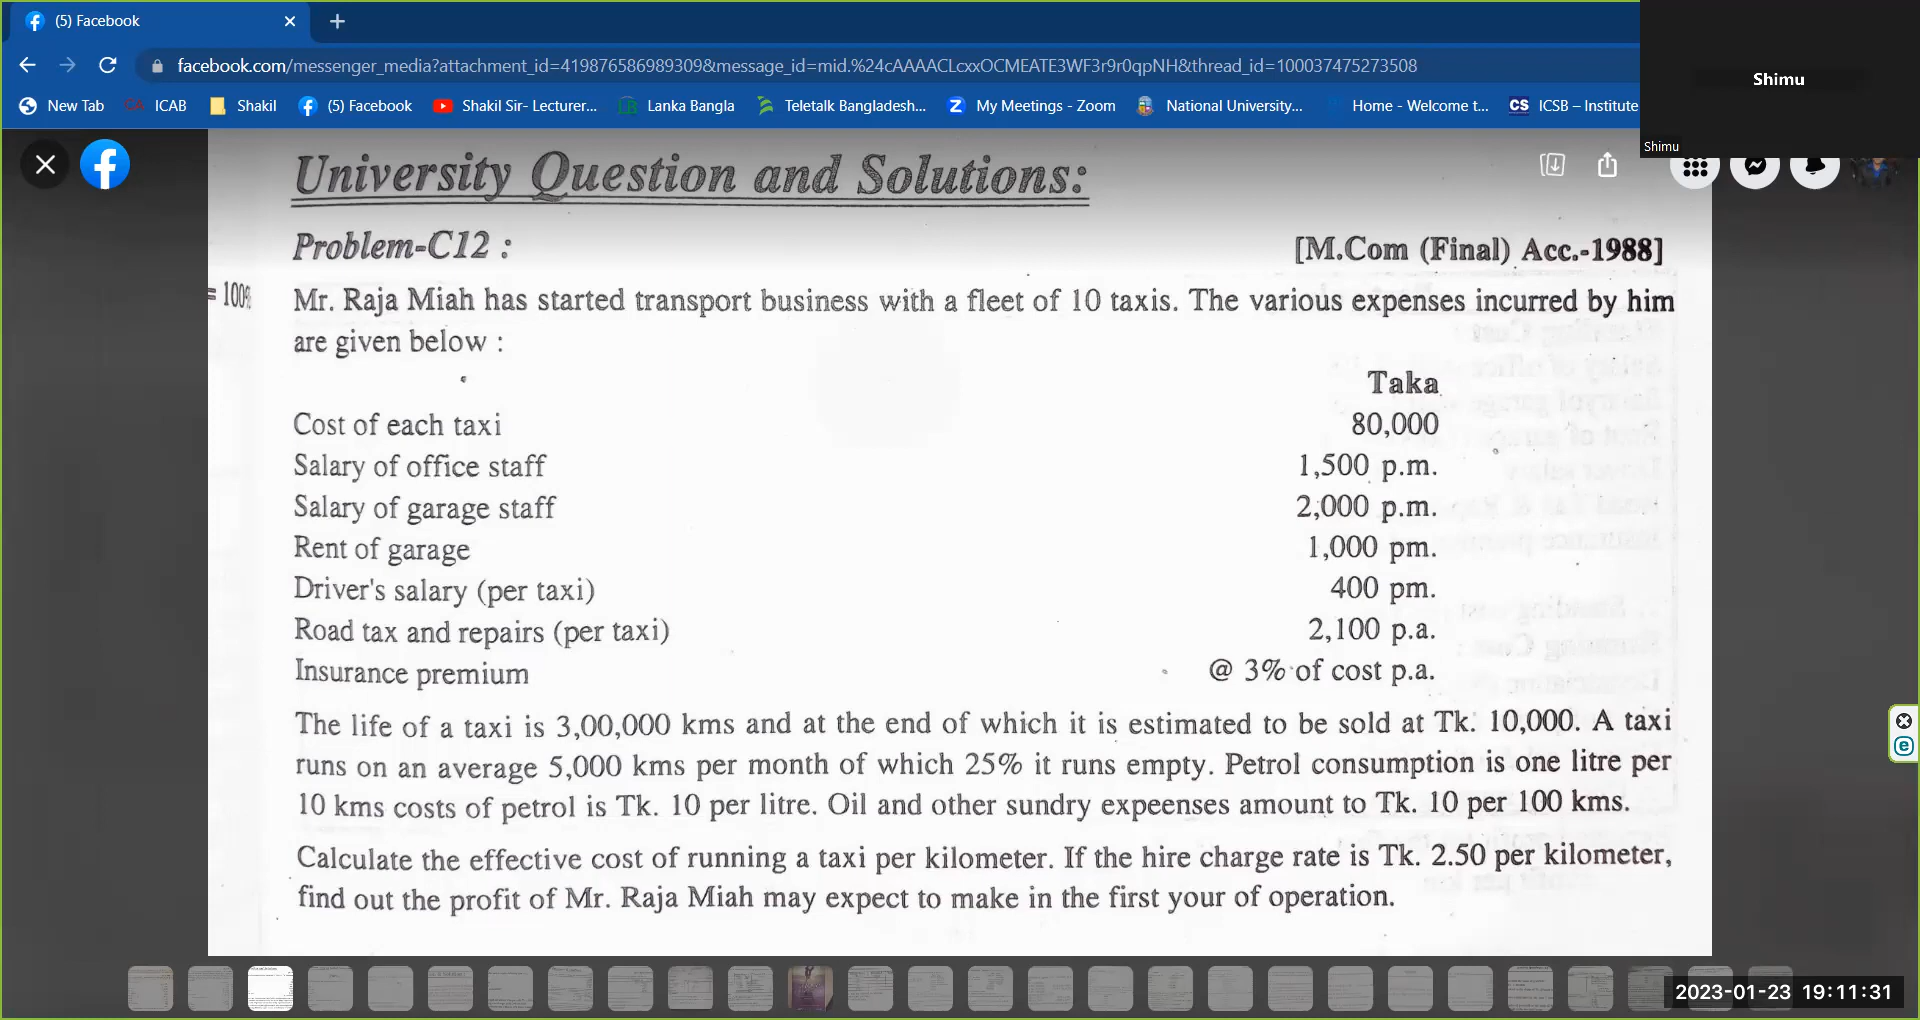 (5) Facebook
facebook.com/messenger_media?attachment_id=419876586989309&message_id=mid.%24cAAAACLcxxOCMEATE3WF3r9r0qpNH&thread_id=100037475273508
New Tab CA ICAB Shakil (5) Facebook Shakil Sir- Lecturer... Lanka Bangla Teletalk Bangladesh... My Meetings - Zoom National University... Home - Welcome t... CS ICSB – Institute
Shimu
Shimu
University Question and Solutions:
Problem-C12 : [M.Com (Final) Acc.-1988]
= 100%
Mr. Raja Miah has started transport business with a fleet of 10 taxis. The various expenses incurred by him
are given below :
Taka
Cost of each taxi 80,000
Salary of office staff 1,500 p.m.
Salary of garage staff 2,000 p.m.
Rent of garage 1,000 pm.
Driver's salary (per taxi) 400 pm.
Road tax and repairs (per taxi) 2,100 p.a.
Insurance premium @ 3% of cost p.a.
The life of a taxi is 3,00,000 kms and at the end of which it is estimated to be sold at Tk. 10,000. A taxi
runs on an average 5,000 kms per month of which 25% it runs empty. Petrol consumption is one litre per
10 kms costs of petrol is Tk. 10 per litre. Oil and other sundry expeenses amount to Tk. 10 per 100 kms.
Calculate the effective cost of running a taxi per kilometer. If the hire charge rate is Tk. 2.50 per kilometer,
find out the profit of Mr. Raja Miah may expect to make in the first your of operation.
2023-01-23 19:11:31